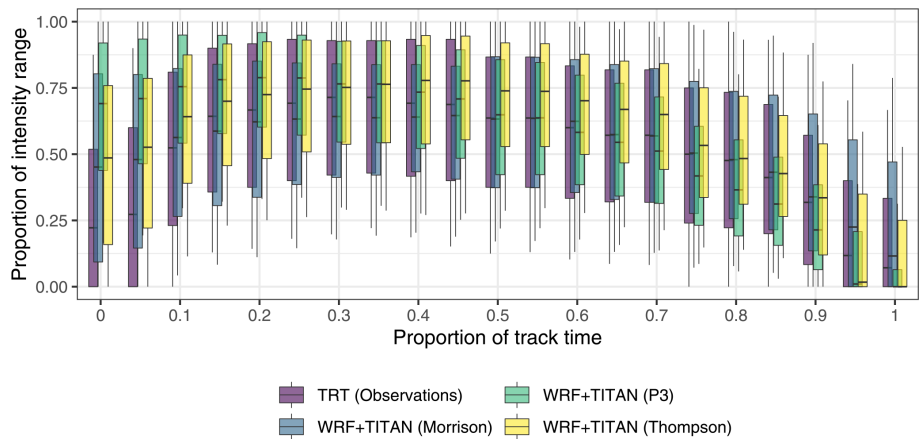 Proportion of intensity range
1.00
0.75
0.50
0.25
0.00
0 0.1 0.2 0.3 0.4 0.5 0.6 0.7 0.8 0.9 1
Proportion of track time
TRT (Observations) WRF+TITAN (P3)
WRF+TITAN (Morrison) WRF+TITAN (Thompson)